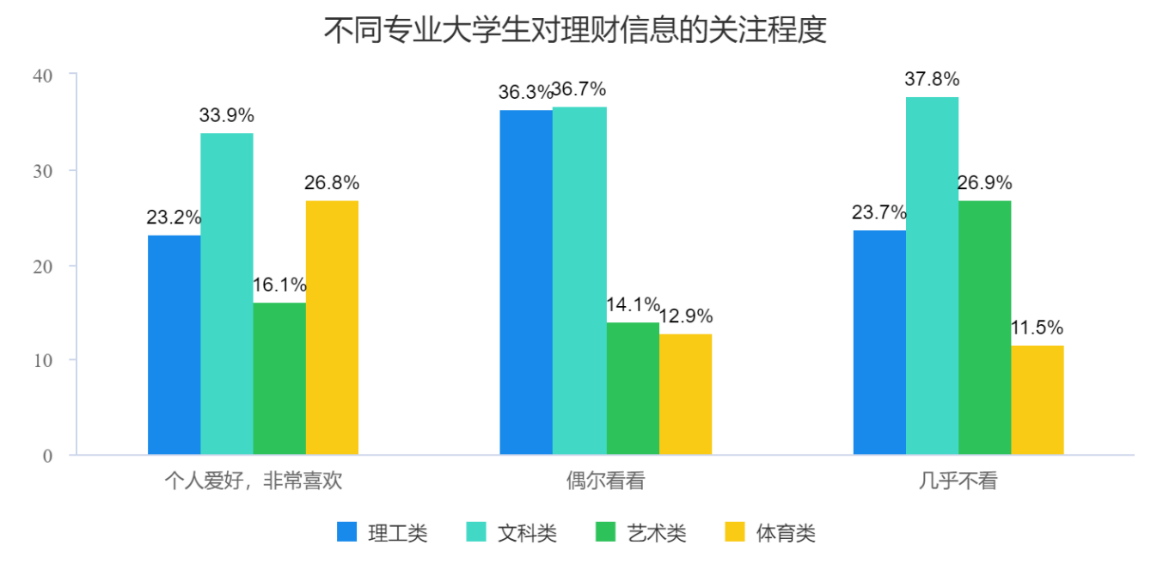 不同专业大学生对理财信息的关注程度
40
30
20
10
0
23.2%
33.9%
16.1%
26.8%
36.3%
36.7%
14.1%
12.9%
23.7%
37.8%
26.9%
11.5%
个人爱好，非常喜欢
偶尔看看
几乎不看
理工类
文科类
艺术类
体育类